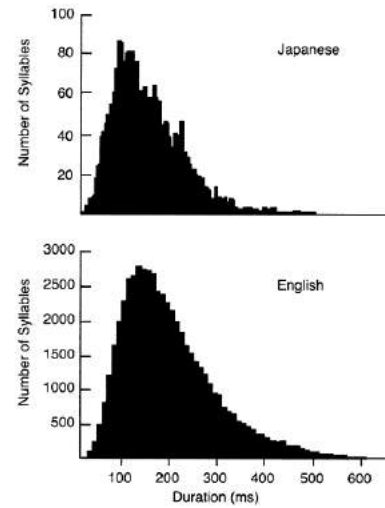 Number of Syllables
100
80
60
40
20
Japanese
Number of Syllables
3000
2500
2000
1500
1000
500
English
100 200 300 400 500 600
Duration (ms)